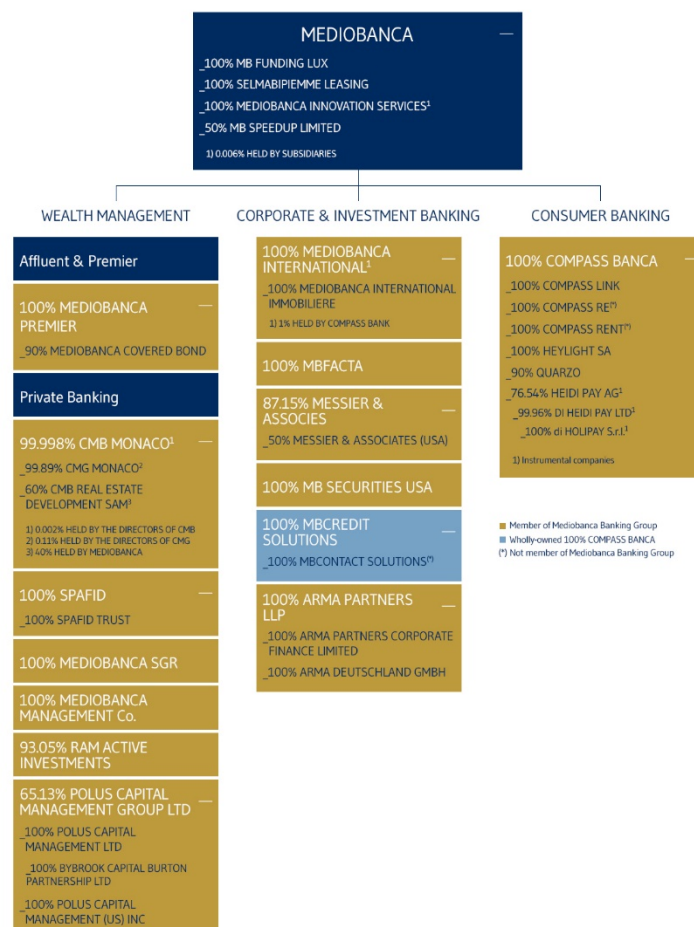 MEDIOBANCA
_100% MB FUNDING LUX
_100% SELMABIPIEMME LEASING
_100% MEDIOBANCA INNOVATION SERVICES¹
_50% MB SPEEDUP LIMITED
1) 0.006% HELD BY SUBSIDIARIES
WEALTH MANAGEMENT
Affluent & Premier
100% MEDIOBANCA
PREMIER
_90% MEDIOBANCA COVERED BOND
Private Banking
99.998% CMB MONACO¹
_99.89% CMG MONACO²
_60% CMB REAL ESTATE
DEVELOPMENT SAM³
1) 0.002% HELD BY THE DIRECTORS OF CMB
2) 0.11% HELD BY THE DIRECTORS OF CMG
3) 40% HELD BY MEDIOBANCA
100% SPAFID
_100% SPAFID TRUST
100% MEDIOBANCA SGR
100% MEDIOBANCA
MANAGEMENT Co.
93.05% RAM ACTIVE
INVESTMENTS
65.13% POLUS CAPITAL
MANAGEMENT GROUP LTD
_100% POLUS CAPITAL
MANAGEMENT LTD
_100% BYBROOK CAPITAL BURTON
PARTNERSHIP LTD
_100% POLUS CAPITAL
MANAGEMENT (US) INC
CORPORATE & INVESTMENT BANKING
100% MEDIOBANCA
INTERNATIONAL¹
_100% MEDIOBANCA INTERNATIONAL
IMMOBILIERE
1) 1% HELD BY COMPASS BANK
100% MBFACTA
87.15% MESSIER &
ASSOCIES
_50% MESSIER & ASSOCIATES (USA)
100% MB SECURITIES USA
100% MBCREDIT
SOLUTIONS
_100% MBCONTACT SOLUTIONS(*)
100% ARMA PARTNERS
LLP
_100% ARMA PARTNERS CORPORATE
FINANCE LIMITED
_100% ARMA DEUTSCHLAND GMBH
CONSUMER BANKING
100% COMPASS BANCA
_100% COMPASS LINK
_100% COMPASS RE(*)
_100% COMPASS RENT(*)
_100% HEYLIGHT SA
_90% QUARZO
_76.54% HEIDI PAY AG¹
_99.96% DI HEIDI PAY LTD¹
_100% di HOLIPAY S.r.l.¹
1) Instrumental companies
Member of Mediobanca Banking Group
Wholly-owned 100% COMPASS BANCA
(*) Not member of Mediobanca Banking Group